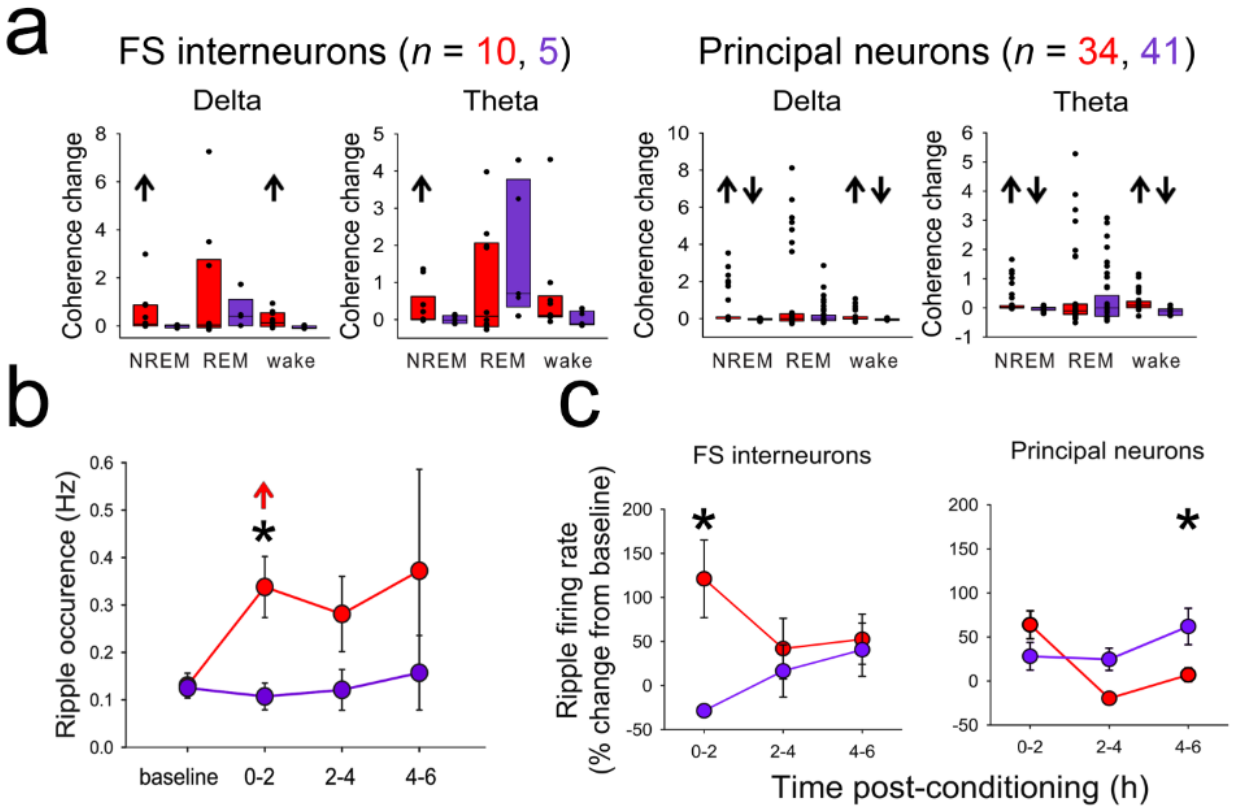 a
FS interneurons (n = 10, 5)
Principal neurons (n = 34, 41)
Delta
Theta
Delta
Theta
Coherence change
8
6
4
2
0
NREM REM wake
Coherence change
5
4
3
2
1
0
NREM REM wake
Coherence change
10
8
6
4
2
0
NREM REM wake
Coherence change
6
5
4
3
2
1
0
-1
NREM REM wake
b
Ripple occurence (Hz)
0.6
0.5
0.4
0.3
0.2
0.1
0.0
*
baseline 0-2 2-4 4-6
c
FS interneurons
Principal neurons
Ripple firing rate
(% change from baseline)
200
150
100
50
0
-50
*
0-2 2-4 4-6
200
150
100
50
0
-50
*
0-2 2-4 4-6
Time post-conditioning (h)